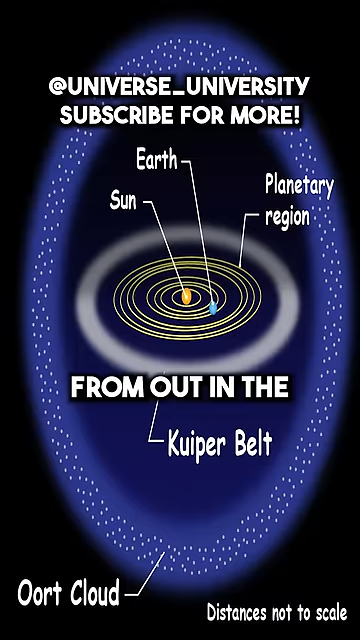 @UNIVERSE_UNIVERSITY
SUBSCRIBE FOR MORE!
Earth
Sun
Planetary
region
FROM OUT IN THE
Kuiper Belt
Oort Cloud
Distances not to scale